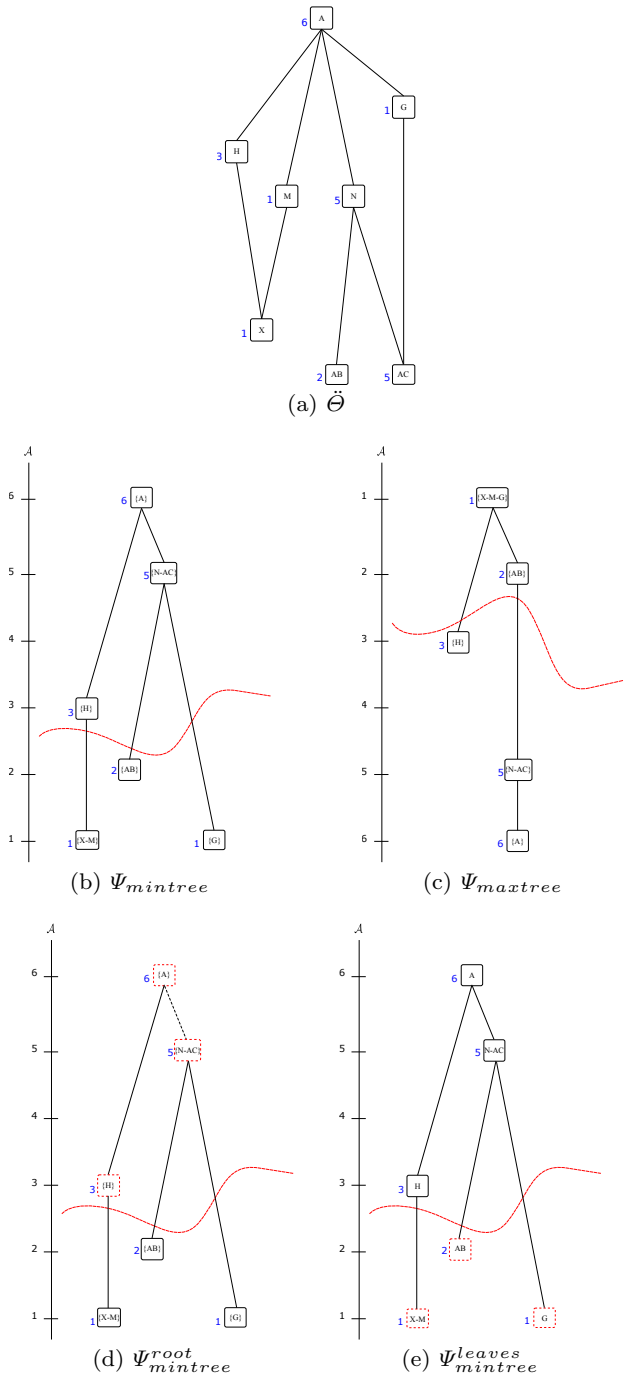 A
6
G
1
H
3
M
1
N
5
X
1
AB
2
AC
5
(a) Θ̈
𝒜
6
5
4
3
2
1
6 {A}
5 {N-AC}
3 {H}
2 {AB}
1 {X-M}
1 {G}
(b) Ψ_mintree
1
2
3
4
5
6
𝒜
1 {X-M-G}
2 {AB}
3 {H}
5 {N-AC}
6 {A}
(c) Ψ_maxtree
𝒜
6
5
4
3
2
1
6 {A}
5 {N-AC}
3 {H}
2 {AB}
1 {X-M}
1 {G}
(d) Ψ^root_mintree
𝒜
6
5
4
3
2
1
6 A
5 N-AC
3 H
2 AB
1 X-M
1 G
(e) Ψ^leaves_mintree